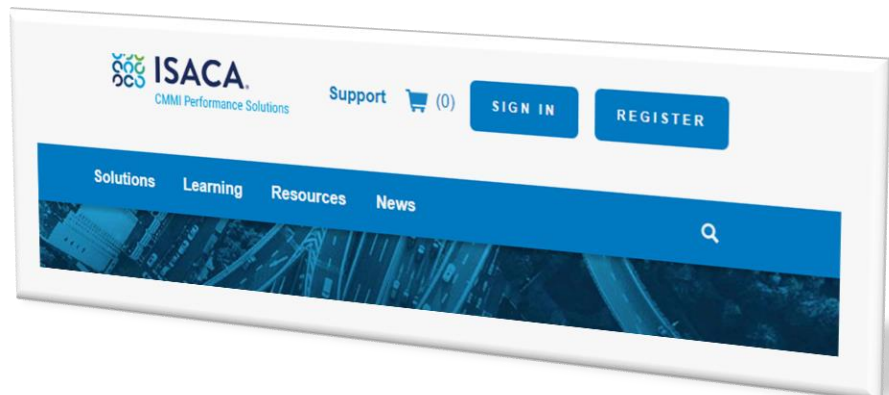 ISACA.
CMMI Performance Solutions
Support (0) SIGN IN REGISTER
Solutions Learning Resources News